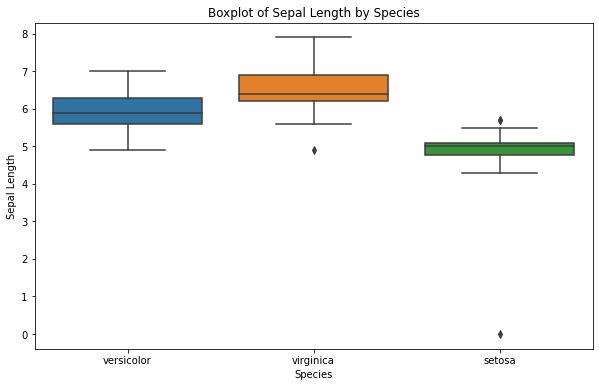 Boxplot of Sepal Length by Species
8
7
6
5
4
3
2
1
0
Sepal Length
versicolor virginica setosa
Species